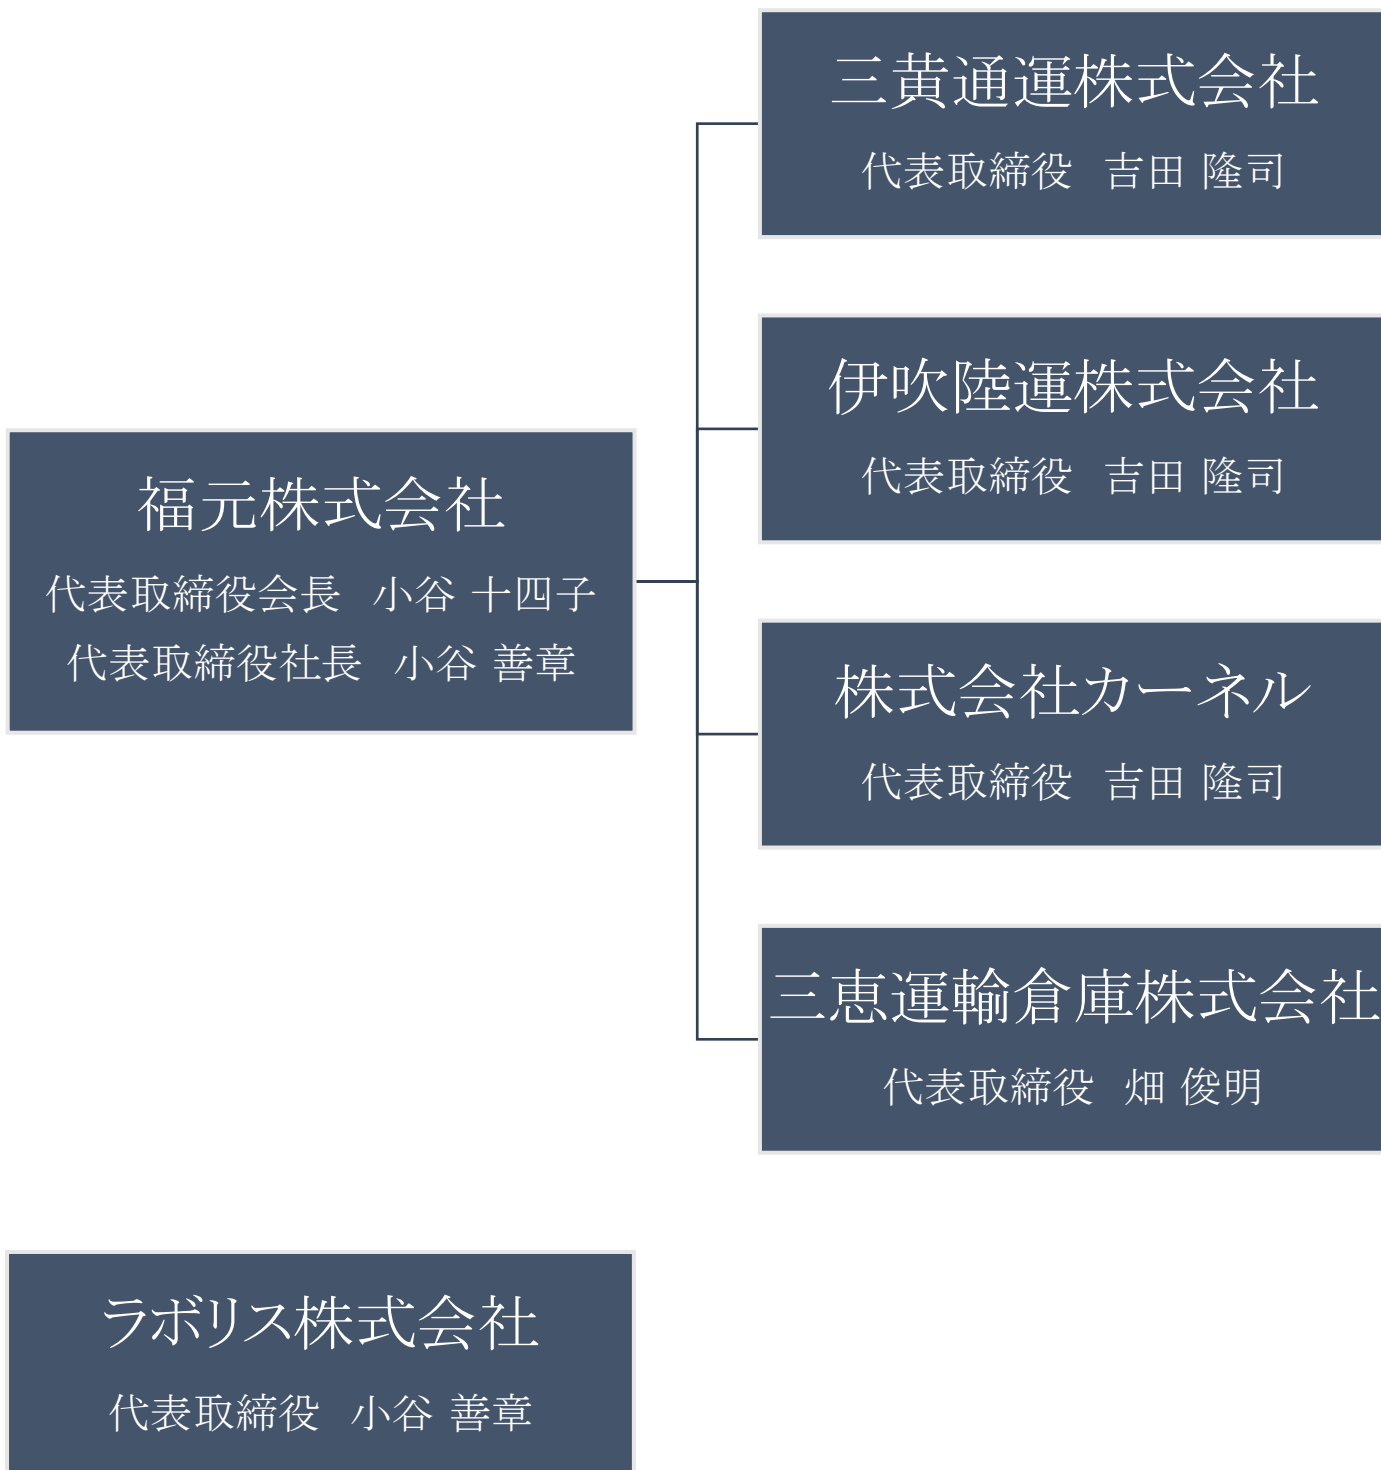 三黄通運株式会社
代表取締役 吉田 隆司
伊吹陸運株式会社
代表取締役 吉田 隆司
福元株式会社
代表取締役会長 小谷 十四子
代表取締役社長 小谷 善章
株式会社カーネル
代表取締役 吉田 隆司
三恵運輸倉庫株式会社
代表取締役 畑 俊明
ラボリス株式会社
代表取締役 小谷 善章